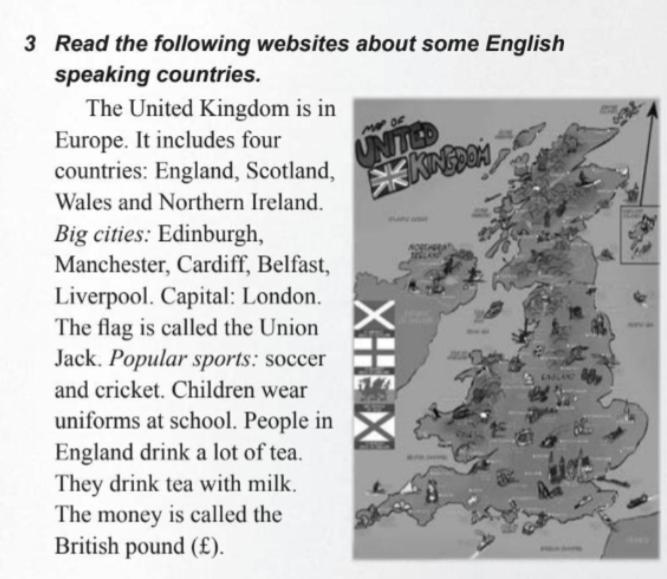 3 Read the following websites about some English
speaking countries.
The United Kingdom is in
Europe. It includes four
countries: England, Scotland,
Wales and Northern Ireland.
Big cities: Edinburgh,
Manchester, Cardiff, Belfast,
Liverpool. Capital: London.
The flag is called the Union
Jack. Popular sports: soccer
and cricket. Children wear
uniforms at school. People in
England drink a lot of tea.
They drink tea with milk.
The money is called the
British pound (£).
MAP OF
UNITED
KINGDOM
NORTHERN
IRELAND
ENGLAND